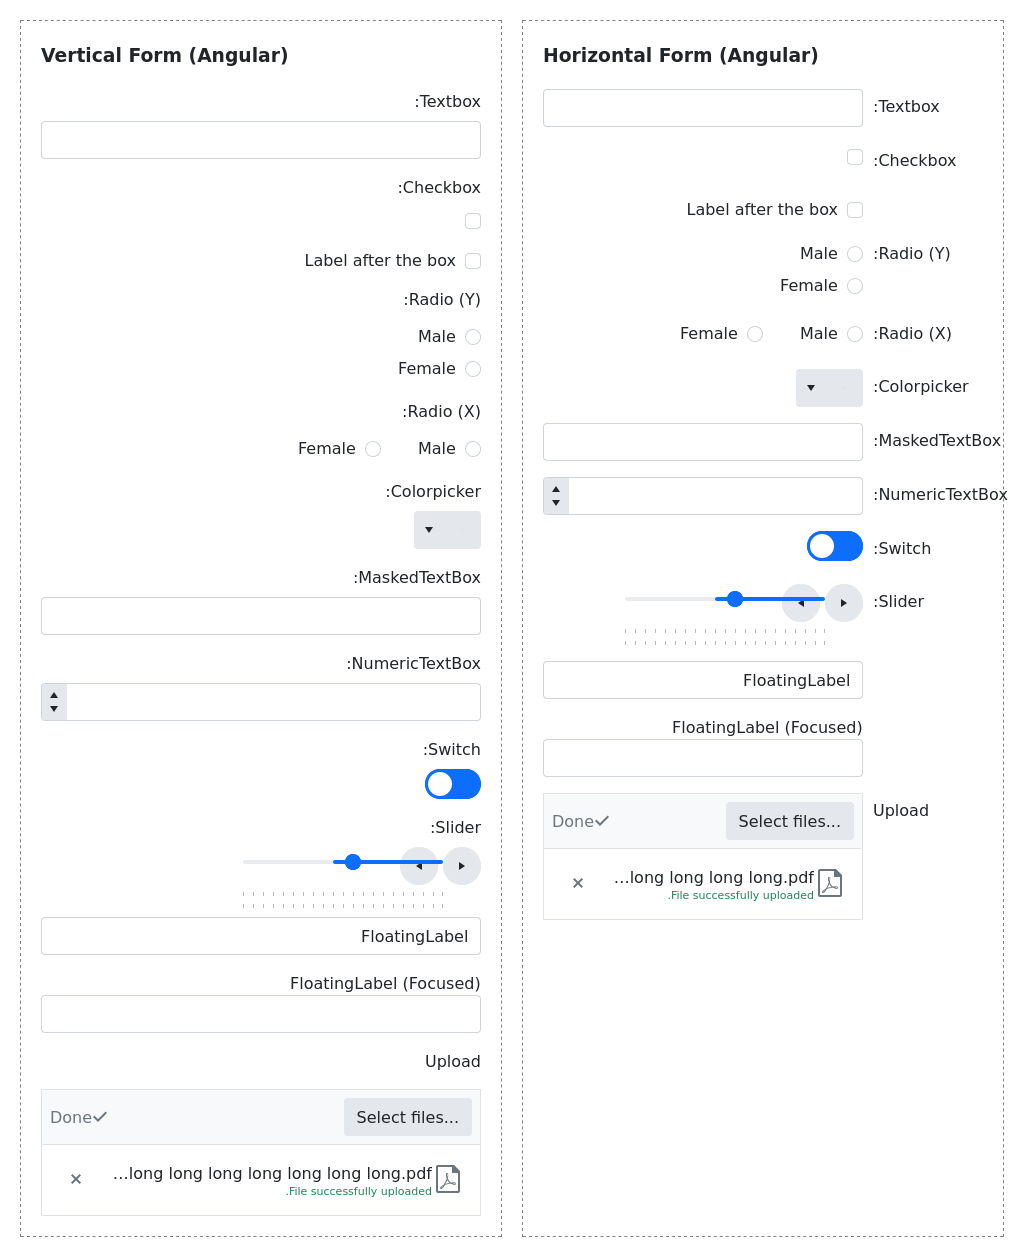 Vertical Form (Angular)
:Textbox
:Checkbox
Label after the box
:Radio (Y)
Male
Female
:Radio (X)
Female Male
:Colorpicker
:MaskedTextBox
:NumericTextBox
:Switch
:Slider
FloatingLabel
FloatingLabel (Focused)
Upload
Done Select files...
...long long long long long long long.pdf
.File successfully uploaded
Horizontal Form (Angular)
:Textbox
:Checkbox
Label after the box
Male :Radio (Y)
Female
Female Male :Radio (X)
:Colorpicker
:MaskedTextBox
:NumericTextBox
:Switch
:Slider
FloatingLabel
FloatingLabel (Focused)
Upload
Done Select files...
...long long long long.pdf
.File successfully uploaded